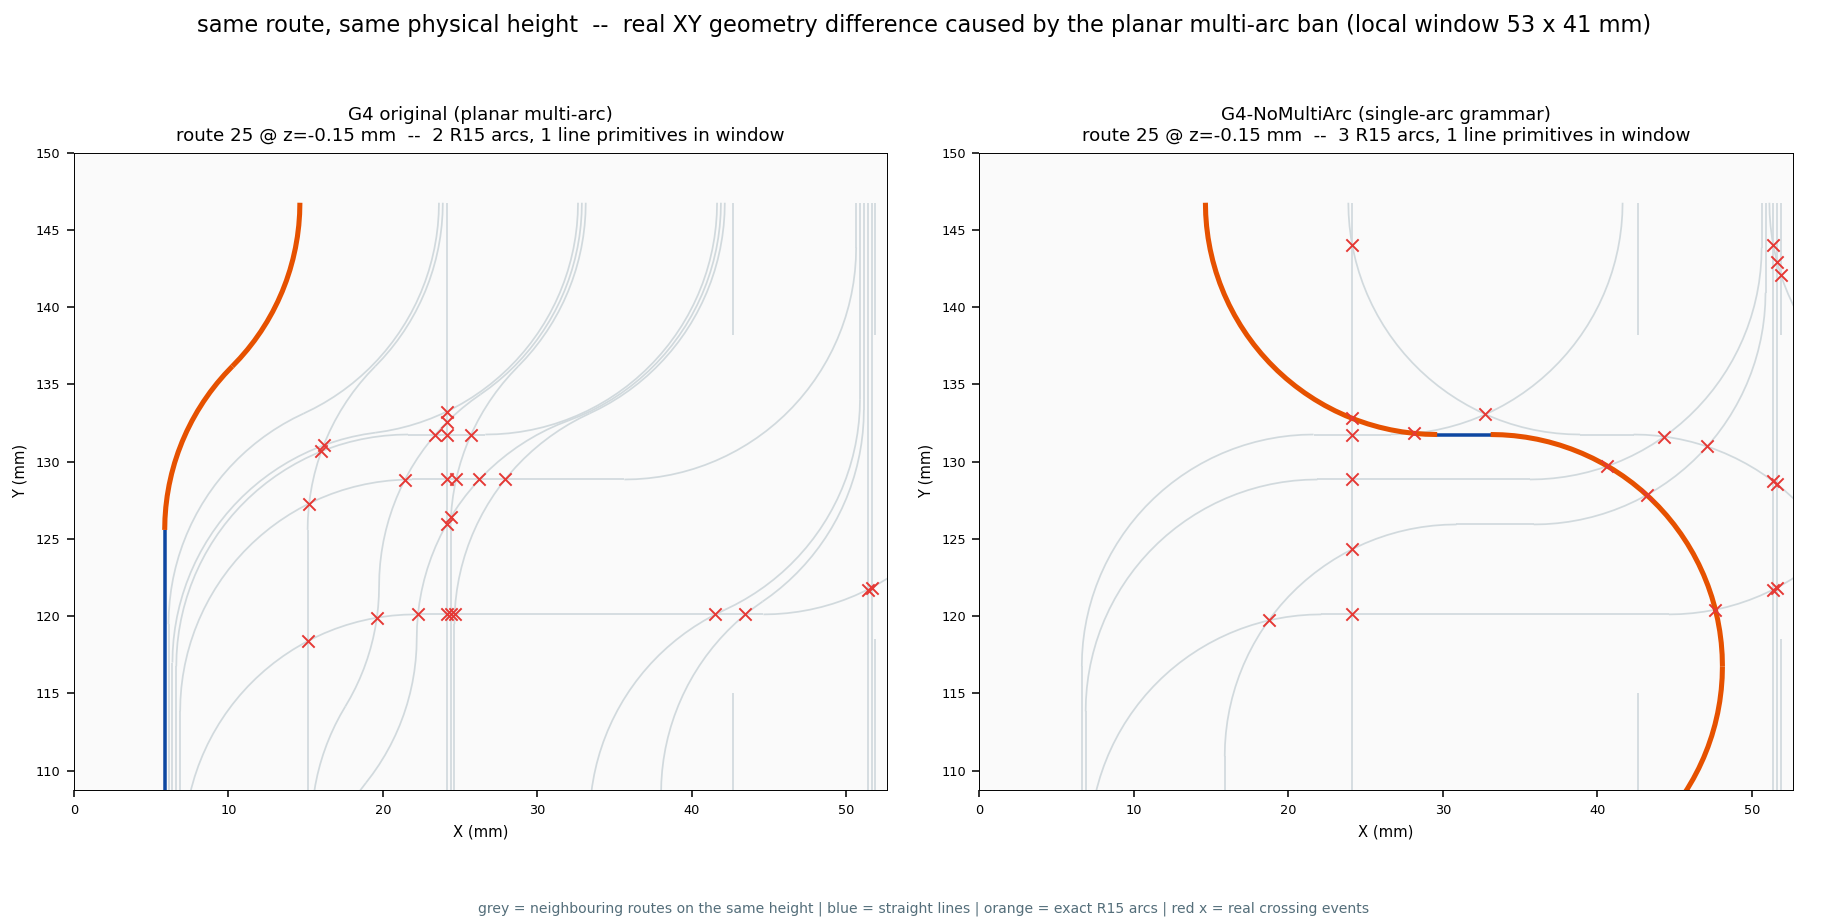 same route, same physical height  --  real XY geometry difference caused by the planar multi-arc ban (local window 53 x 41 mm)
G4 original (planar multi-arc)
route 25 @ z=-0.15 mm  --  2 R15 arcs, 1 line primitives in window
150
145
140
135
130
125
120
115
110
Y (mm)
0 10 20 30 40 50
X (mm)
G4-NoMultiArc (single-arc grammar)
route 25 @ z=-0.15 mm  --  3 R15 arcs, 1 line primitives in window
150
145
140
135
130
125
120
115
110
Y (mm)
0 10 20 30 40 50
X (mm)
grey = neighbouring routes on the same height | blue = straight lines | orange = exact R15 arcs | red x = real crossing events